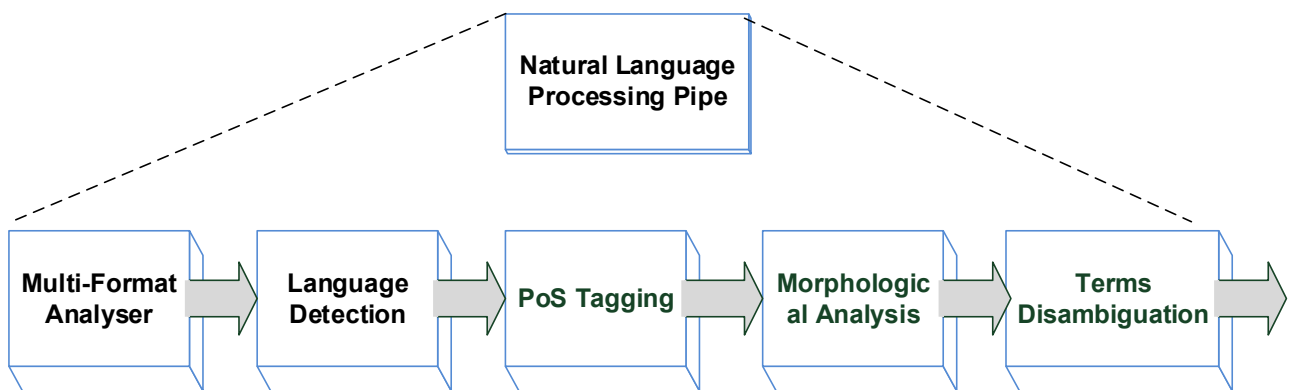 Natural Language
Processing Pipe
Multi-Format
Analyser
Language
Detection
PoS Tagging
Morphologic
al Analysis
Terms
Disambiguation